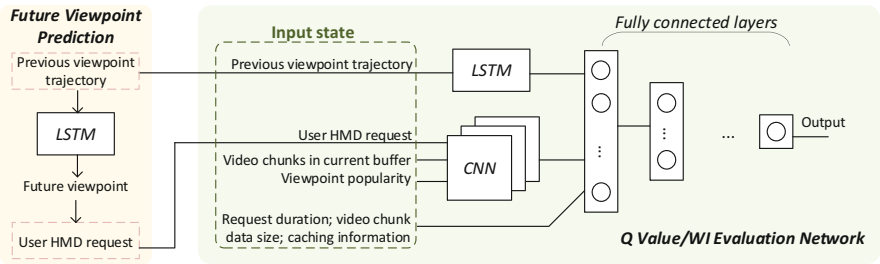 Future Viewpoint
Prediction
Previous viewpoint
trajectory
LSTM
Future viewpoint
User HMD request
Input state
Previous viewpoint trajectory
User HMD request
Video chunks in current buffer
Viewpoint popularity
Request duration; video chunk
data size; caching information
LSTM
CNN
Fully connected layers
...
...
...
Output
Q Value/WI Evaluation Network